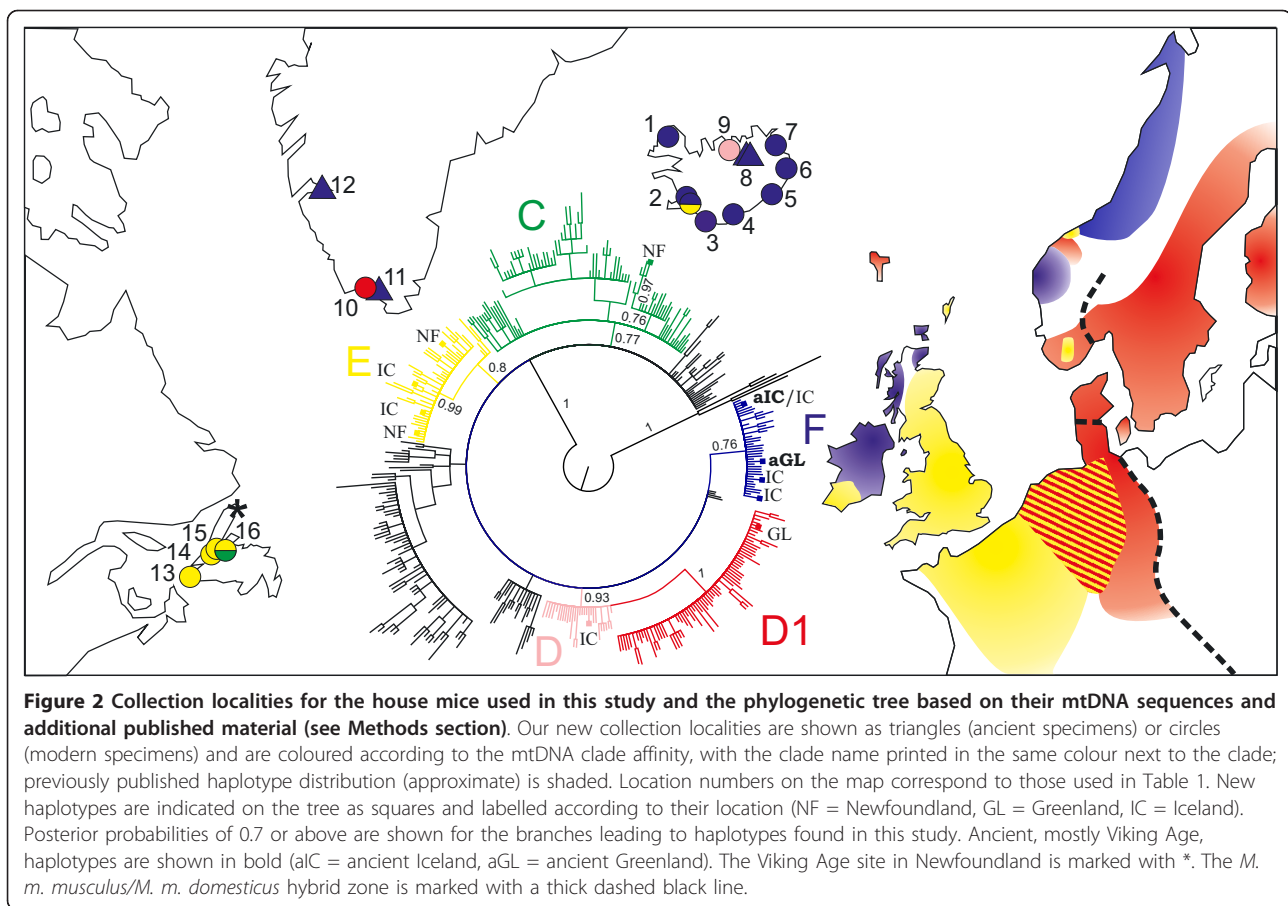 1
9
7
6
8
5
2
4
3
12
11
10
C
NF
0.97
0.76
0.77
NF
E
IC
0.8
IC
0.99
NF
1
1
aIC/IC
F
0.76
aGL
IC
IC
GL
1
0.93
D
IC
D1
*
15
16
14
13
Figure 2 Collection localities for the house mice used in this study and the phylogenetic tree based on their mtDNA sequences and
additional published material (see Methods section). Our new collection localities are shown as triangles (ancient specimens) or circles
(modern specimens) and are coloured according to the mtDNA clade affinity, with the clade name printed in the same colour next to the clade;
previously published haplotype distribution (approximate) is shaded. Location numbers on the map correspond to those used in Table 1. New
haplotypes are indicated on the tree as squares and labelled according to their location (NF = Newfoundland, GL = Greenland, IC = Iceland).
Posterior probabilities of 0.7 or above are shown for the branches leading to haplotypes found in this study. Ancient, mostly Viking Age,
haplotypes are shown in bold (aIC = ancient Iceland, aGL = ancient Greenland). The Viking Age site in Newfoundland is marked with *. The M.
m. musculus/M. m. domesticus hybrid zone is marked with a thick dashed black line.